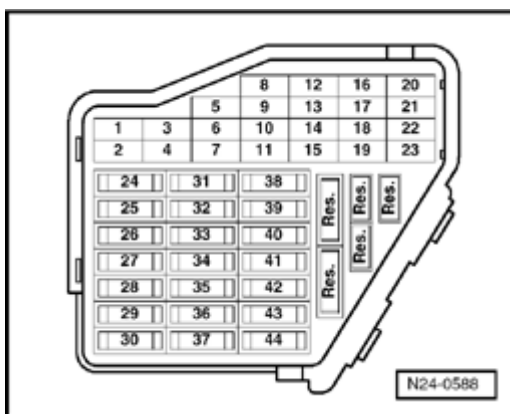 8 12 16 20
5 9 13 17 21
1 3 6 10 14 18 22
2 4 7 11 15 19 23
24 31 38
25 32 39
26 33 40
27 34 41
28 35 42
29 36 43
30 37 44
Res.
Res.
Res.
Res.
Res.
N24-0588